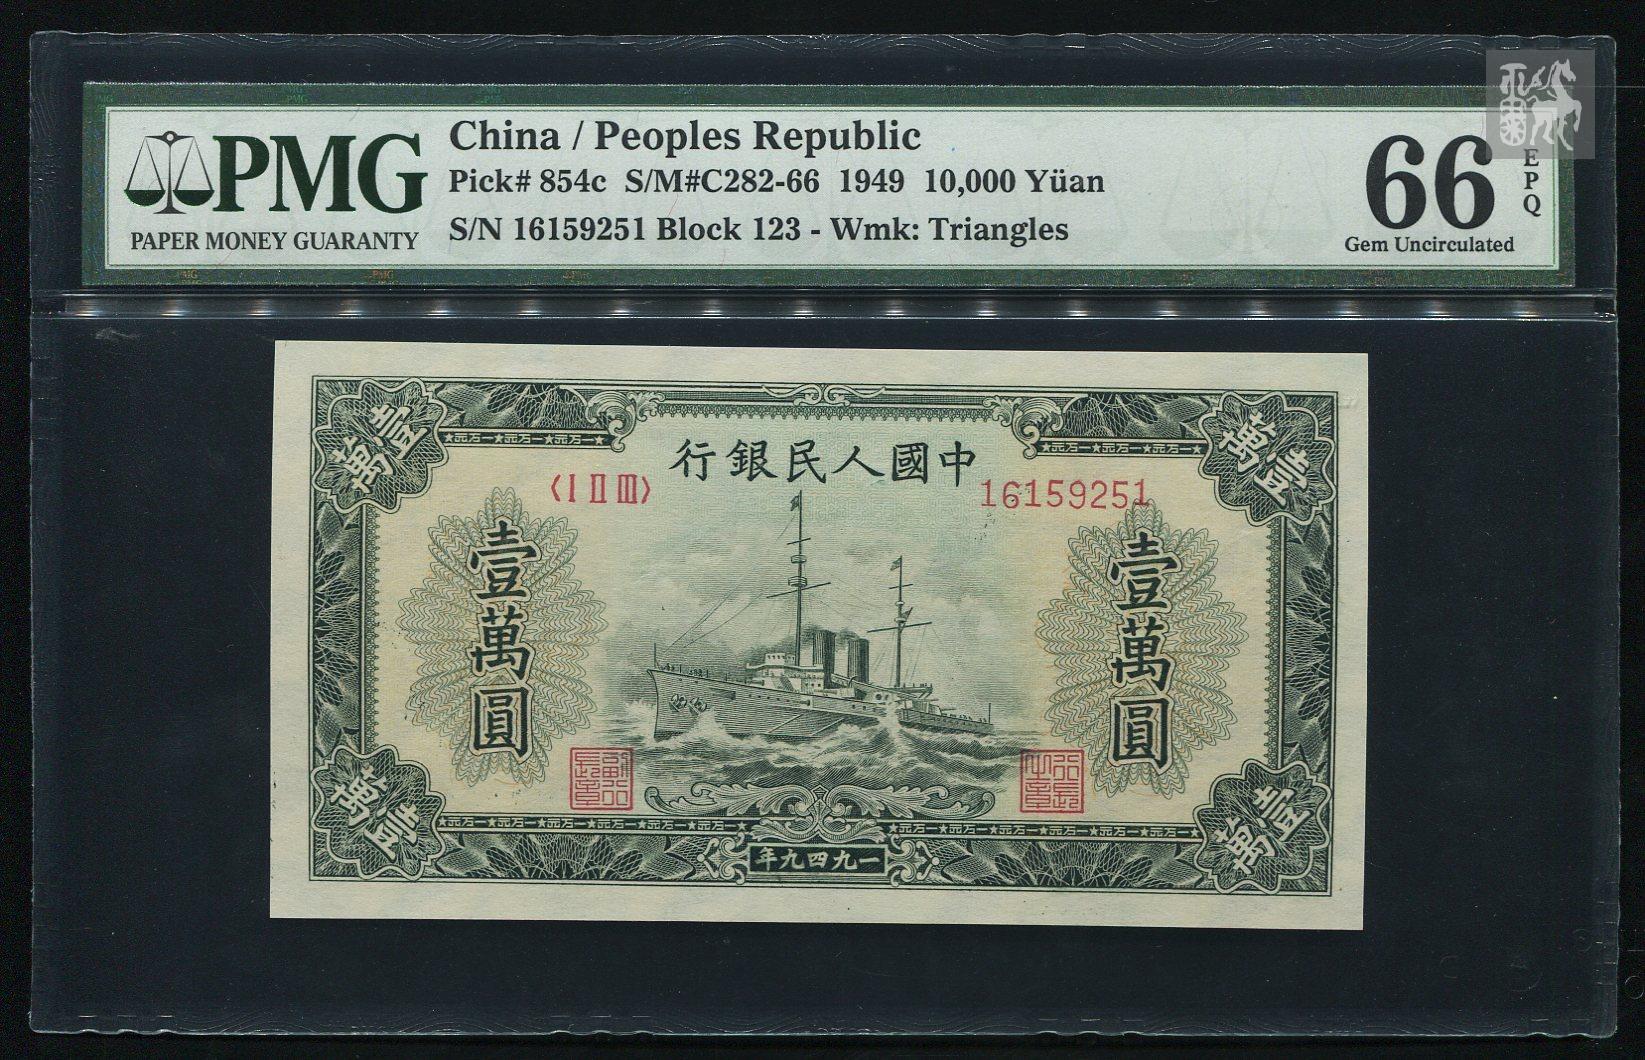 PMG
PAPER MONEY GUARANTY
China / Peoples Republic
Pick# 854c S/M#C282-66 1949 10,000 Yüan
S/N 16159251 Block 123 - Wmk: Triangles
66
EPQ
Gem Uncirculated
行銀民人國中
〈I II III〉
16159251
壹萬
萬壹
壹萬圓
壹萬圓
萬壹
壹萬
年九四九一